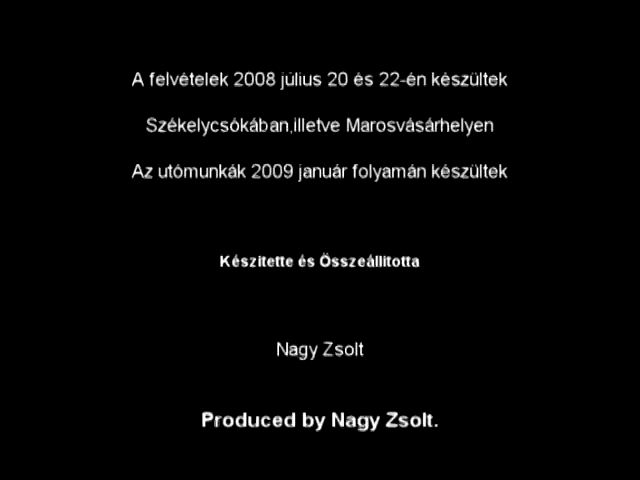 A felvételek 2008 július 20 és 22-én készültek
Székelycsókában,illetve Marosvásárhelyen
Az utómunkák 2009 január folyamán készültek
Készitette és Összeállitotta
Nagy Zsolt
Produced by Nagy Zsolt.